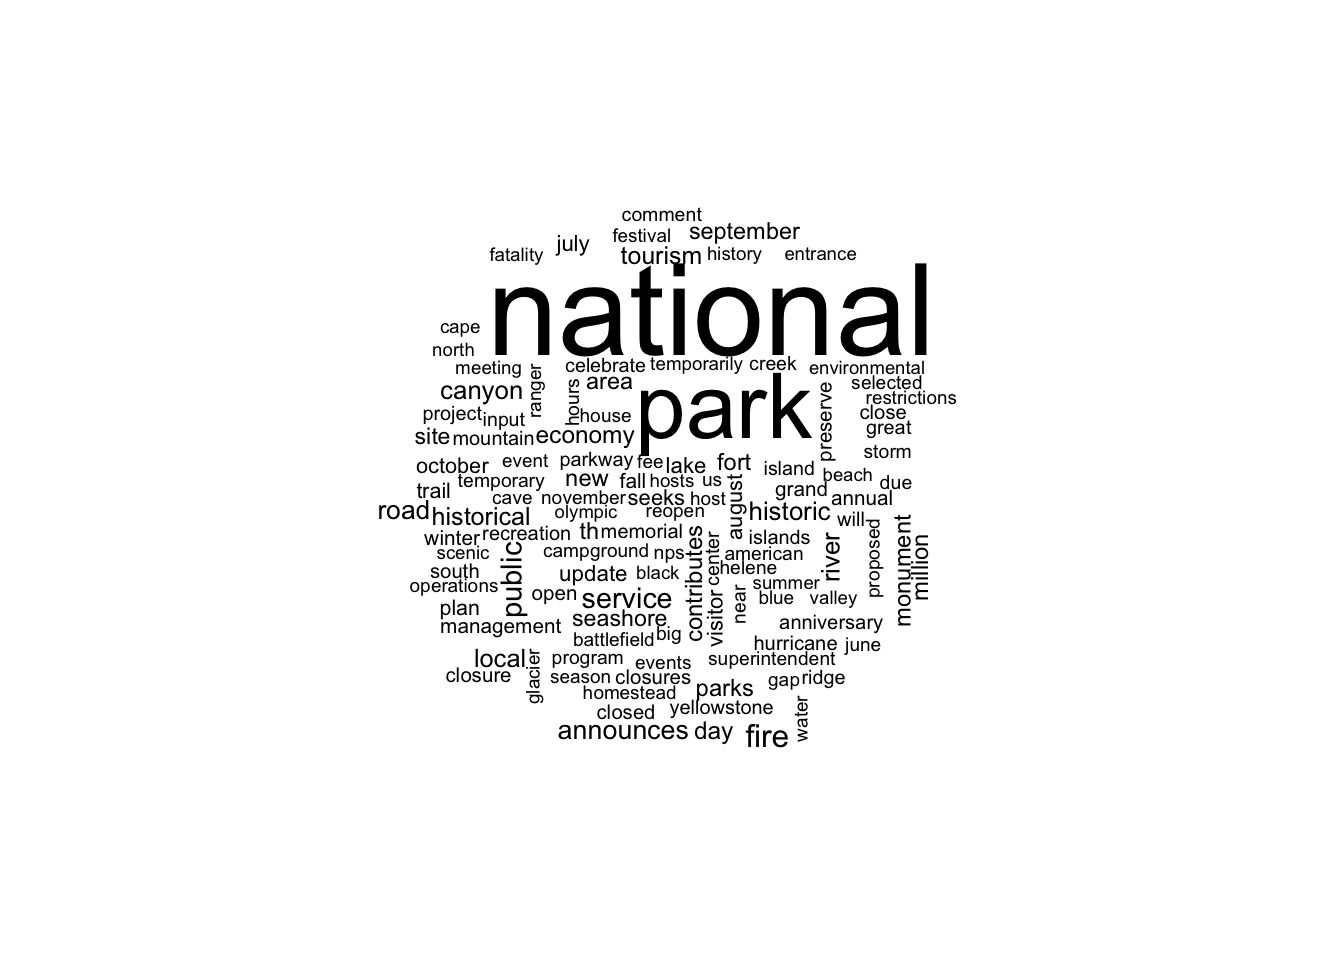 comment
festival september
july
fatality tourism history entrance
national
cape
north
meeting ranger celebrate temporarily creek environmental
canyon hours area park preserve selected
restrictions
project input house close
great
site mountain economy
storm
october event parkway fee lake fort island beach
trail temporary new fall hosts us grand due
cave november seeks host august annual
road historical olympic reopen historic will
winter recreation th memorial islands
scenic public campground nps contributes center american river proposed monument million
south update black helene
operations open service visitor near summer
blue valley
plan seashore anniversary
management battlefield big hurricane june
local glacier program events superintendent
closure season closures gap ridge
homestead parks
closed yellowstone water
announces day fire